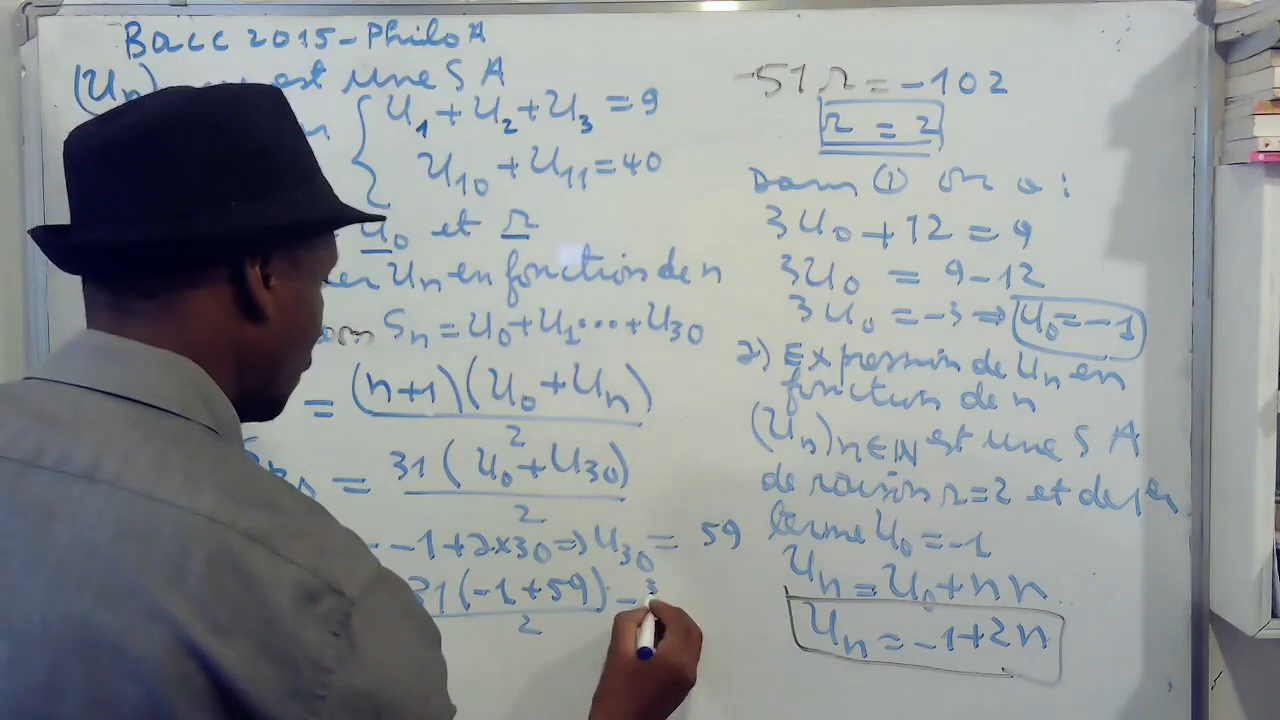 Bacc 2015 - Philo A
(Un) est une S A
U1 + U2 + U3 = 9
U10 + U11 = 40
U0 et r
Un en fonction de n
Sn = U0 + U1 ... + U30
= (n+1)(U0 + Un) / 2
= 31 (U0 + U30) / 2
-1 + 2×30 ⇒ U30 = 59
31(-1 + 59) / 2 = 3
-51 r = -102
r = 2
Dans ① on a :
3U0 + 12 = 9
3U0 = 9 - 12
3U0 = -3 ⇒ U0 = -1
2) Expression de Un en
fonction de n
(Un)n∈IN est une S A
de raison r = 2 et de 1er
terme U0 = -1
Un = U0 + nr
Un = -1 + 2n